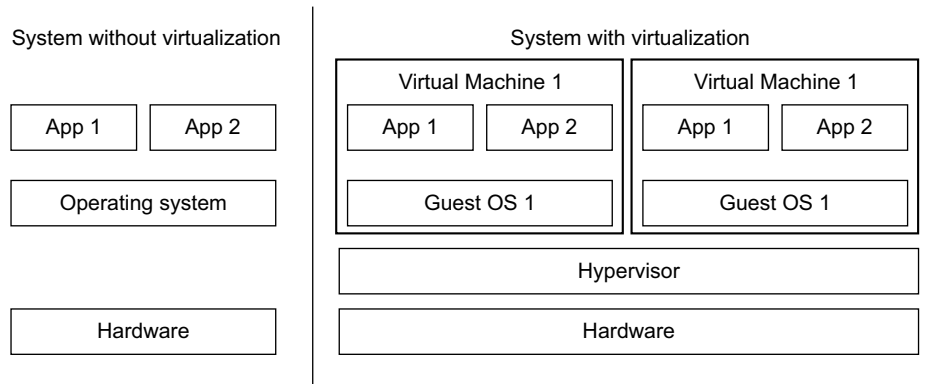 System without virtualization
App 1
App 2
Operating system
Hardware
System with virtualization
Virtual Machine 1
App 1
App 2
Guest OS 1
Virtual Machine 1
App 1
App 2
Guest OS 1
Hypervisor
Hardware